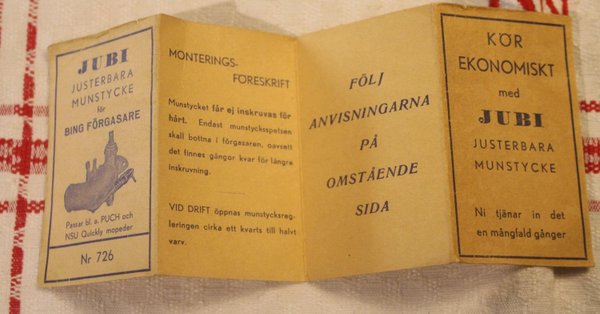 JUBI
JUSTERBARA
MUNSTYCKE
för
BING FÖRGASARE
Passar bl. a. PUCH och
NSU Quickly mopeder
Nr 726
MONTERINGS-
FÖRESKRIFT
Munstycket får ej inskruvas för
hårt. Endast munstycksspetsen
skall bottna i förgasaren, oavsett
det finnes gängor kvar för längre
inskruvning.
VID DRIFT öppnas munstycksreg-
leringen cirka ett kvarts till halvt
varv.
FÖLJ
ANVISNINGARNA
PÅ
OMSTÅENDE
SIDA
KÖR
EKONOMISKT
med
JUBI
JUSTERBARA
MUNSTYCKE
Ni tjänar in det
en mångfald gånger